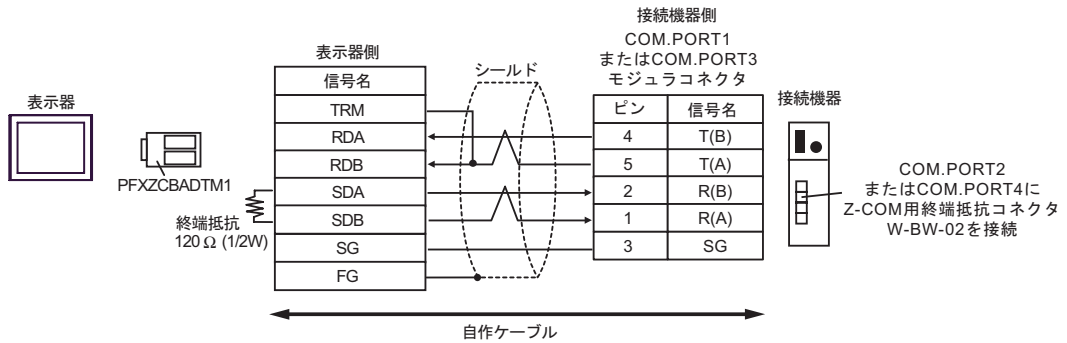 接続機器側
COM.PORT1
またはCOM.PORT3
モジュラコネクタ
表示器側
シールド
信号名
ピン 信号名
TRM
RDA 4 T(B)
RDB 5 T(A)
SDA 2 R(B)
SDB 1 R(A)
SG 3 SG
FG
表示器
PFXZCBADTM1
終端抵抗
120Ω (1/2W)
接続機器
COM.PORT2
またはCOM.PORT4に
Z-COM用終端抵抗コネクタ
W-BW-02を接続
自作ケーブル